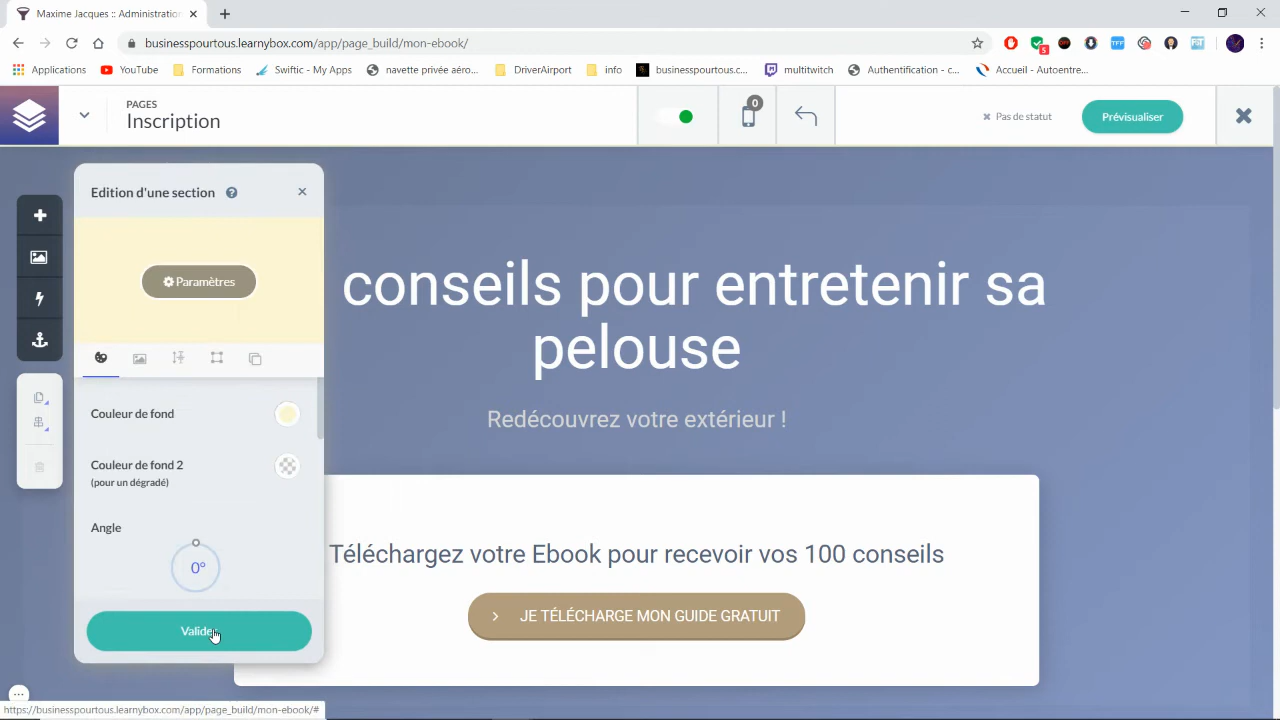 Maxime Jacques :: Administration
businesspourtous.learnybox.com/app/page_build/mon-ebook/
5
Applications
YouTube
Formations
Swiftic - My Apps
navette privée aéro...
DriverAirport
info
businesspourtous.c...
multitwitch
Authentification - c...
Accueil - Autoentre...
PAGES
Inscription
0
Pas de statut
Prévisualiser
Edition d'une section
Paramètres
Couleur de fond
Couleur de fond 2
(pour un dégradé)
Angle
0°
Valider
conseils pour entretenir sa
pelouse
Redécouvrez votre extérieur !
Téléchargez votre Ebook pour recevoir vos 100 conseils
JE TÉLÉCHARGE MON GUIDE GRATUIT
https://businesspourtous.learnybox.com/app/page_build/mon-ebook/#